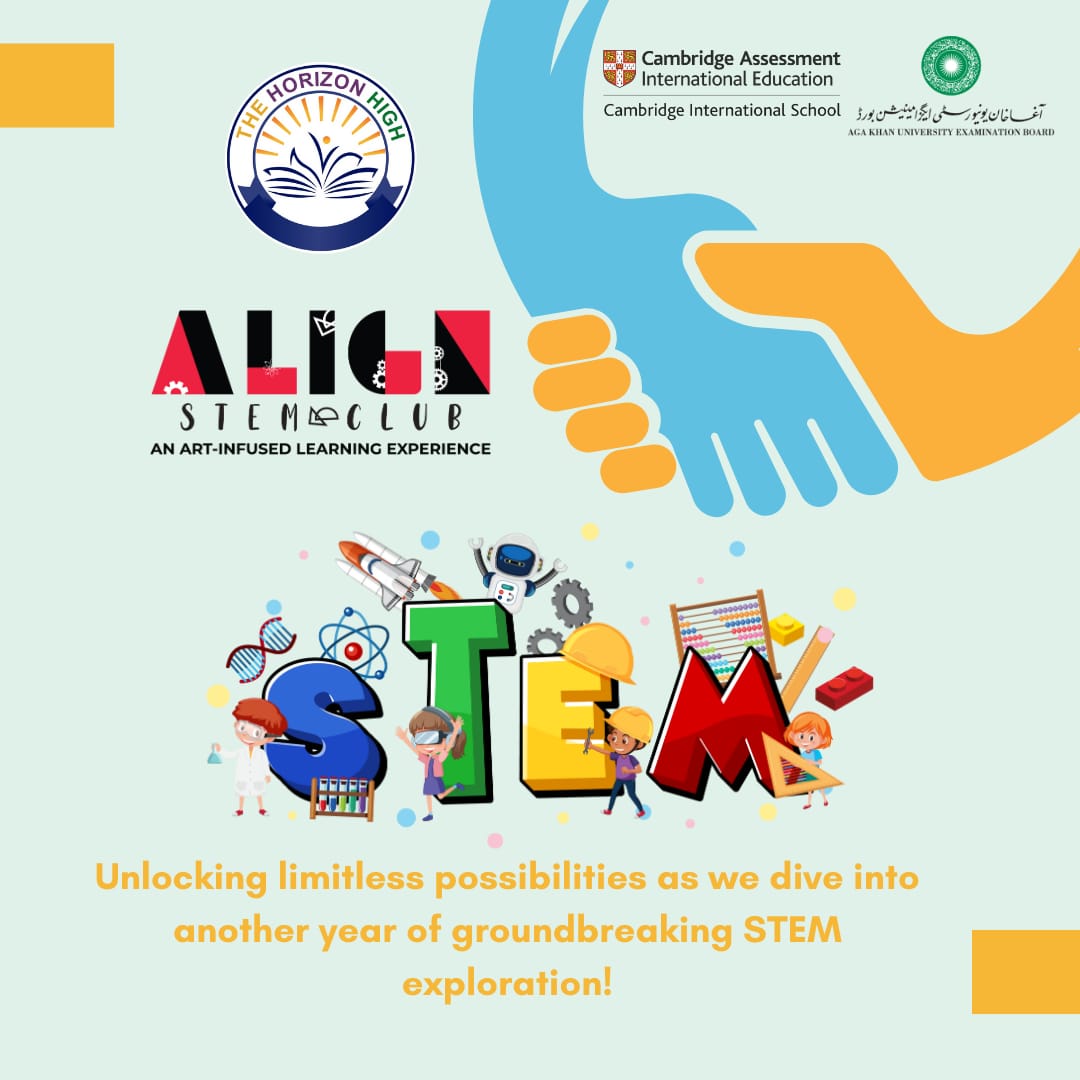 THE HORIZON HIGH
Cambridge Assessment
International Education
Cambridge International School
آغا خان یونیورسٹی ایگزامینیشن بورڈ
AGA KHAN UNIVERSITY EXAMINATION BOARD
ALIGN
STEM CLUB
AN ART-INFUSED LEARNING EXPERIENCE
STEM
Unlocking limitless possibilities as we dive into
another year of groundbreaking STEM
exploration!